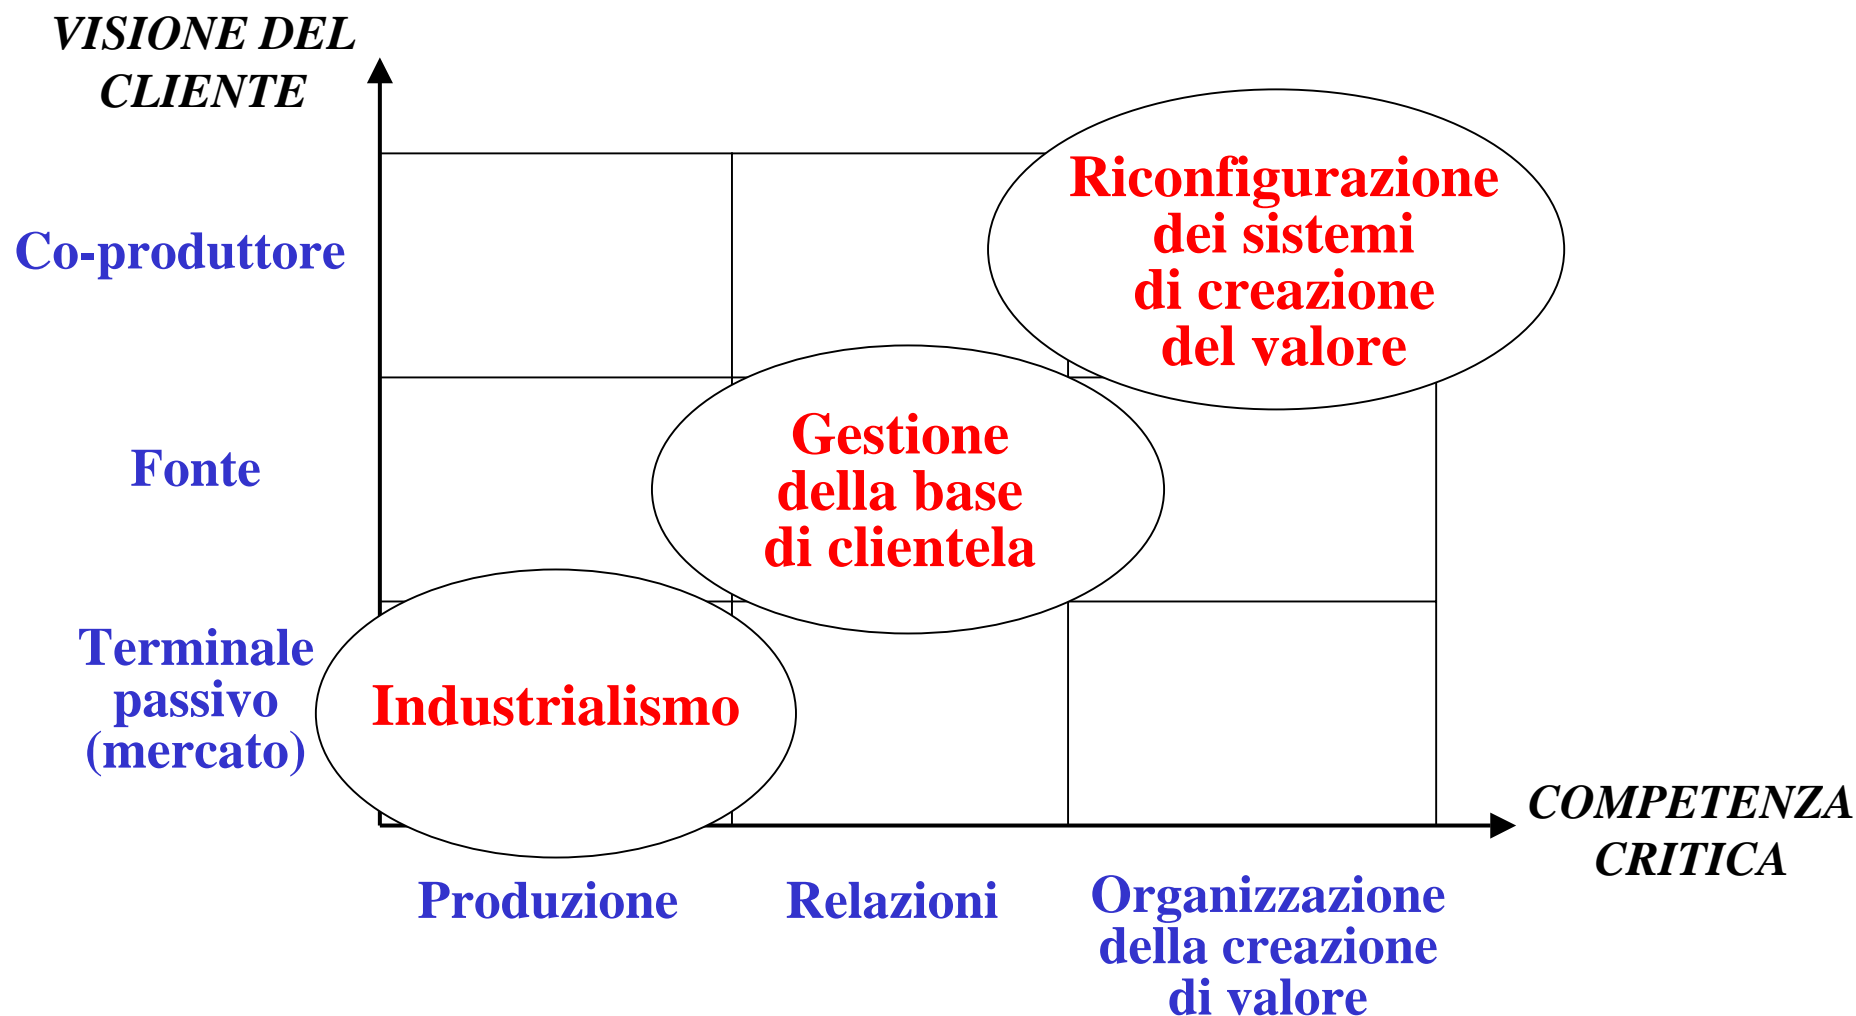 VISIONE DEL
CLIENTE
Co-produttore
Riconfigurazione
dei sistemi
di creazione
del valore
Fonte
Gestione
della base
di clientela
Terminale
passivo
(mercato)
Industrialismo
COMPETENZA
CRITICA
Produzione
Relazioni
Organizzazione
della creazione
di valore